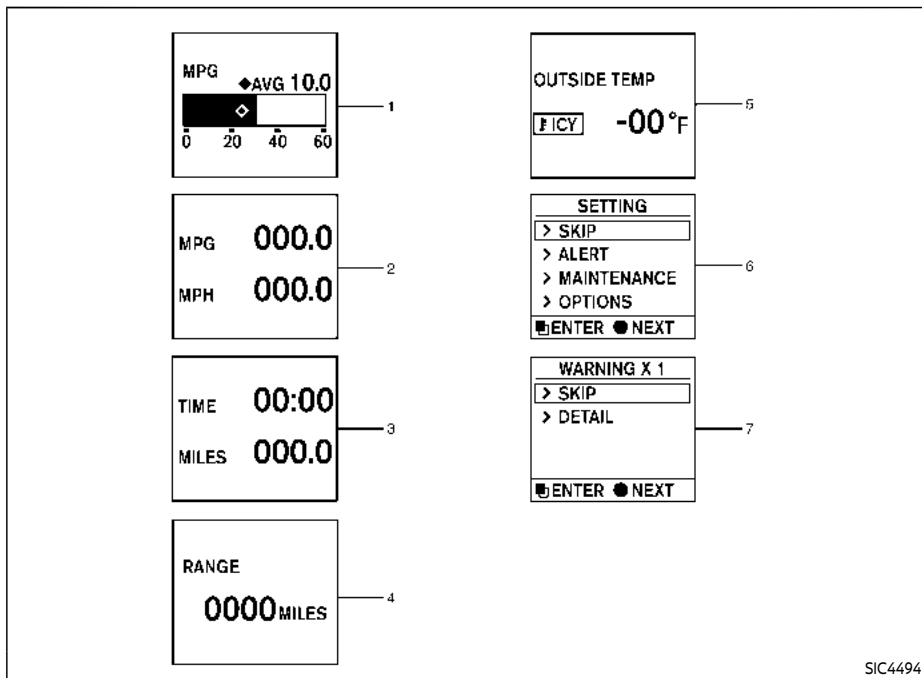 MPG
◆AVG 10.0
0 20 40 60
1
MPG 000.0
MPH 000.0
2
TIME 00:00
MILES 000.0
3
RANGE
0000 MILES
4
OUTSIDE TEMP
ICY -00°F
5
SETTING
> SKIP
> ALERT
> MAINTENANCE
> OPTIONS
ENTER ● NEXT
6
WARNING X 1
> SKIP
> DETAIL
ENTER ● NEXT
7
SIC4494